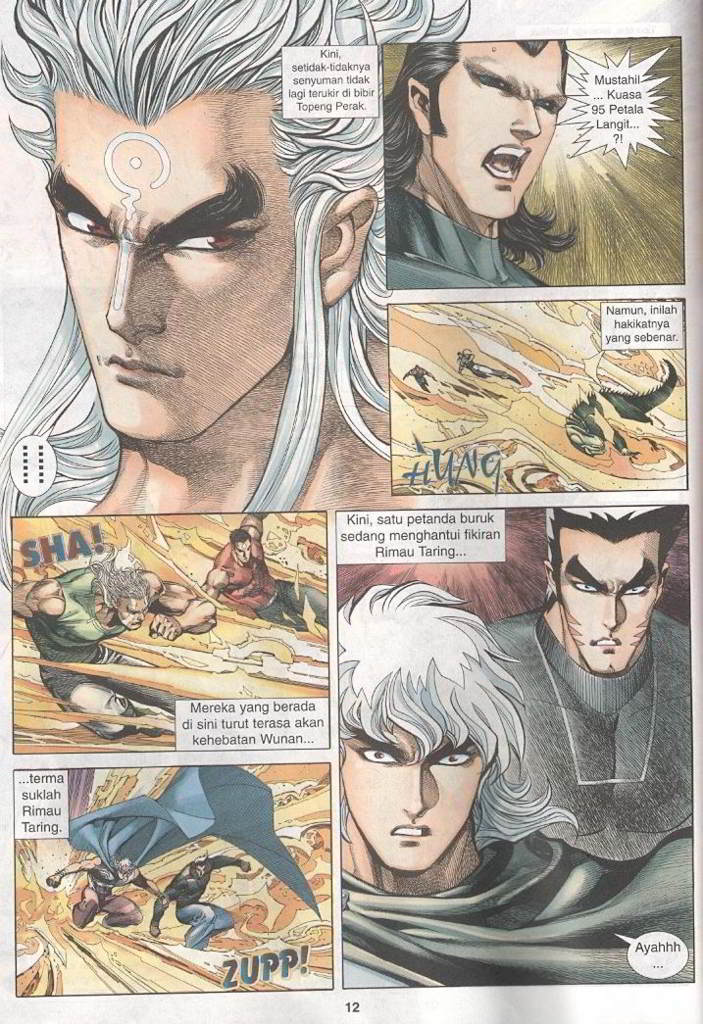 Kini,
setidak-tidaknya
senyuman tidak
lagi terukir di bibir
Topeng Perak.
Mustahil
... Kuasa
95 Petala
Langit...
?!
Namun, inilah
hakikatnya
yang sebenar.
HUNG
!!!!
SHA!
Mereka yang berada
di sini turut terasa akan
kehebatan Wunan...
Kini, satu petanda buruk
sedang menghantui fikiran
Rimau Taring...
...terma
suklah
Rimau
Taring.
ZUPP!
Ayahhh
...
12